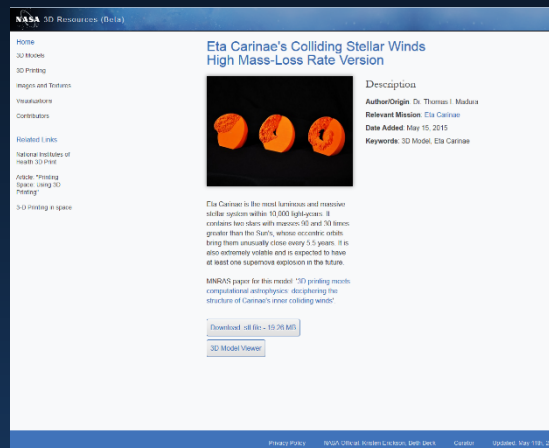 NASA 3D Resources (Beta)
Home
3D Models
3D Printing
Images and Textures
Visualizations
Contributors
Related Links
National Institutes of
Health 3D Print
Article: "Printing
Space: Using 3D
Printing"
3-D Printing in space
Eta Carinae's Colliding Stellar Winds
High Mass-Loss Rate Version
Description
Author/Origin: Dr. Thomas I. Madura
Relevant Mission: Eta Carinae
Date Added: May 15, 2015
Keywords: 3D Model, Eta Carinae
Eta Carinae is the most luminous and massive
stellar system within 10,000 light-years. It
contains two stars with masses 90 and 30 times
greater than the Sun's, whose eccentric orbits
bring them unusually close every 5.5 years. It is
also extremely volatile and is expected to have
at least one supernova explosion in the future.
MNRAS paper for this model: "3D printing meets
computational astrophysics: deciphering the
structure of Carinae's inner colliding winds"
Download .stl file - 19.26 MB
3D Model Viewer
Privacy Policy NASA Official: Kristen Erickson, Beth Beck Curator Updated: May 11th, 2